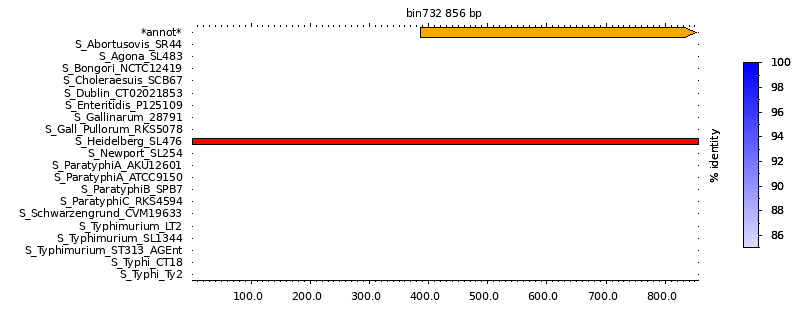 bin732 856 bp
*annot*
S_Abortusovis_SR44
S_Agona_SL483
S_Bongori_NCTC12419
S_Choleraesuis_SCB67
S_Dublin_CT02021853
S_Enteritidis_P125109
S_Gallinarum_28791
S_Gall_Pullorum_RKS5078
S_Heidelberg_SL476
S_Newport_SL254
S_ParatyphiA_AKU12601
S_ParatyphiA_ATCC9150
S_ParatyphiB_SPB7
S_ParatyphiC_RKS4594
S_Schwarzengrund_CVM19633
S_Typhimurium_LT2
S_Typhimurium_SL1344
S_Typhimurium_ST313_AGEnt
S_Typhi_CT18
S_Typhi_Ty2
100.0 200.0 300.0 400.0 500.0 600.0 700.0 800.0
% identity
100
98
96
94
92
90
88
86